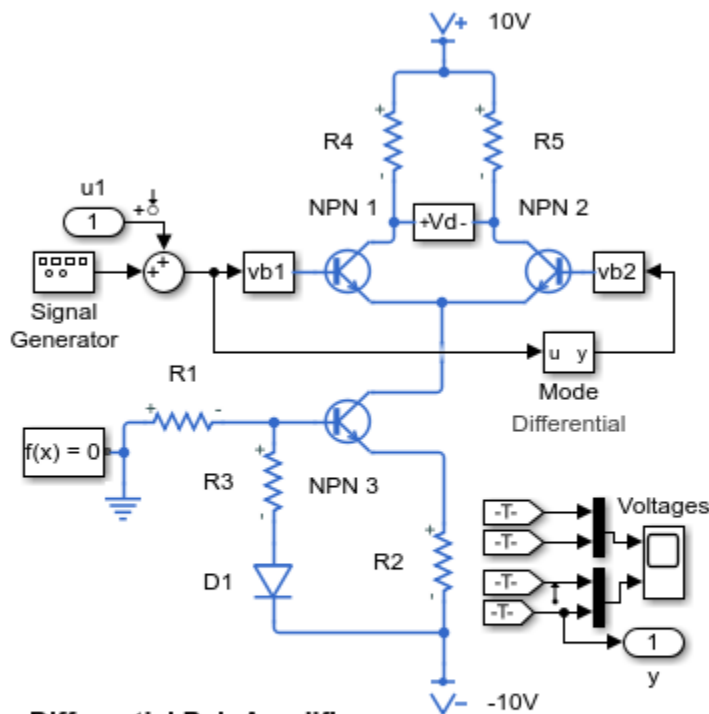 V+ 10V
R4
R5
u1
1
NPN 1
+Vd-
NPN 2
vb1
vb2
Signal
Generator
u y
Mode
Differential
R1
f(x) = 0
R3
NPN 3
D1
R2
Voltages
-T-
-T-
-T-
-T-
1
y
V- -10V